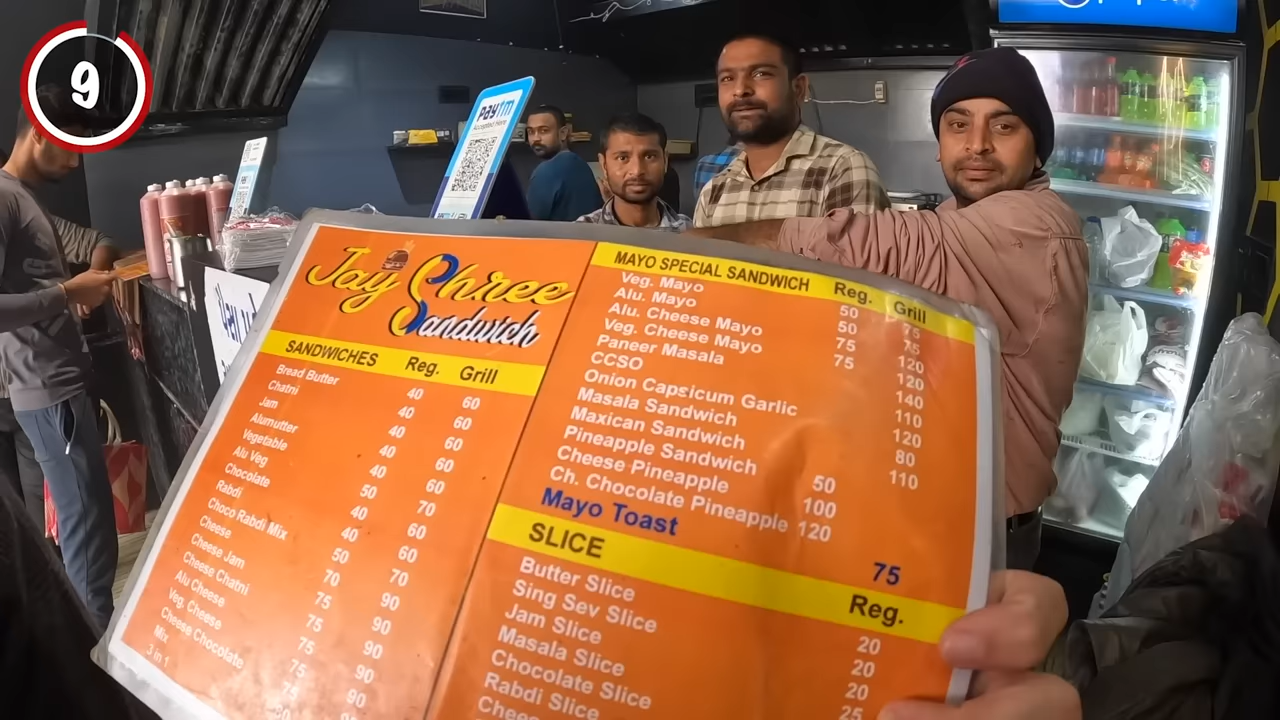 9
Paytm
Accepted Here
Jay Shree
Sandwich
SANDWICHES Reg. Grill
Bread Butter 40 60
Chatni 40 60
Jam 40 60
Alumutter 40 60
Vegetable 40 60
Alu Veg 50 70
Chocolate 40 60
Rabdi 40 60
Choco Rabdi Mix 50 70
Cheese 70 90
Cheese Jam 75 90
Cheese Chatni 75 90
Alu Cheese 75 90
Veg. Cheese 75 90
Cheese Chocolate 75
Mix
3 in 1
MAYO SPECIAL SANDWICH Reg. Grill
Veg. Mayo 50 75
Alu. Mayo 50 75
Alu. Cheese Mayo 75 120
Veg. Cheese Mayo 75 120
Paneer Masala 140
CCSO 110
Onion Capsicum Garlic 120
Masala Sandwich 80
Maxican Sandwich 110
Pineapple Sandwich 50
Cheese Pineapple 100
Ch. Chocolate Pineapple 120
Mayo Toast 75
SLICE Reg.
Butter Slice 20
Sing Sev Slice 20
Jam Slice 20
Masala Slice 25
Chocolate Slice
Rabdi Slice